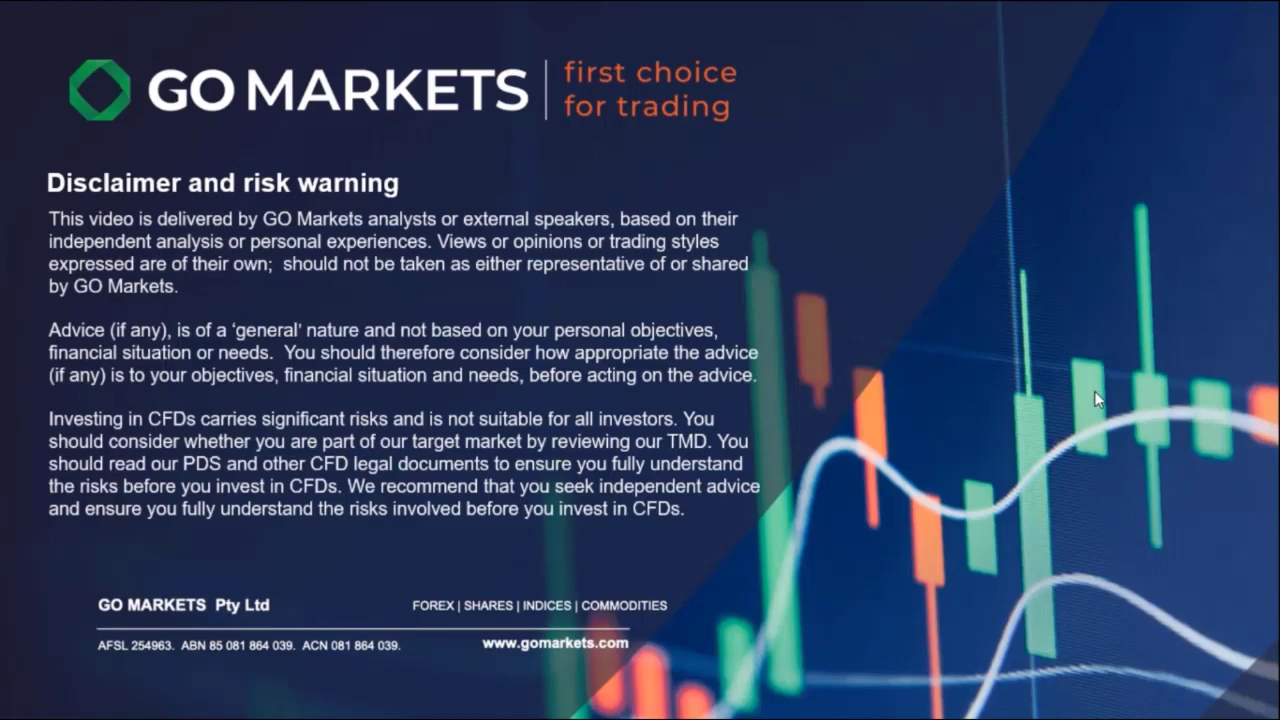 GO MARKETS
first choice
for trading
Disclaimer and risk warning
This video is delivered by GO Markets analysts or external speakers, based on their
independent analysis or personal experiences. Views or opinions or trading styles
expressed are of their own;  should not be taken as either representative of or shared
by GO Markets.
Advice (if any), is of a ‘general’ nature and not based on your personal objectives,
financial situation or needs.  You should therefore consider how appropriate the advice
(if any) is to your objectives, financial situation and needs, before acting on the advice.
Investing in CFDs carries significant risks and is not suitable for all investors. You
should consider whether you are part of our target market by reviewing our TMD. You
should read our PDS and other CFD legal documents to ensure you fully understand
the risks before you invest in CFDs. We recommend that you seek independent advice
and ensure you fully understand the risks involved before you invest in CFDs.
GO MARKETS  Pty Ltd
FOREX | SHARES | INDICES | COMMODITIES
AFSL 254963.  ABN 85 081 864 039.  ACN 081 864 039.
www.gomarkets.com